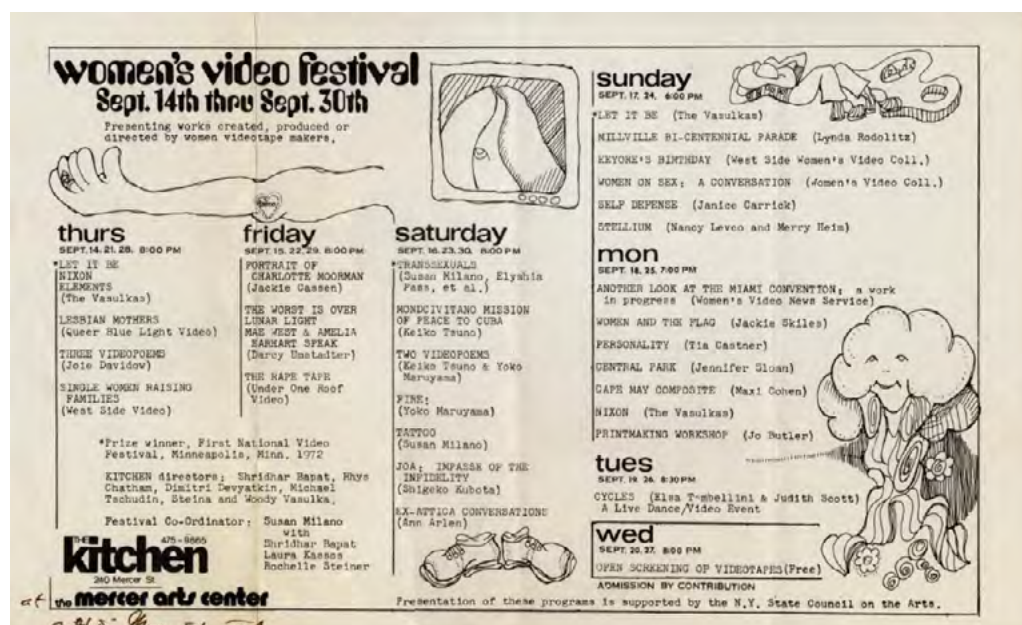 women's video festival
Sept. 14th thru Sept. 30th
Presenting works created, produced or
directed by women videotape makers.
thurs
SEPT. 14, 21, 28, 8:00 PM
*LET IT BE
NIXON
ELEMENTS
(The Vasulkas)
LESBIAN MOTHERS
(Queer Blue Light Video)
THREE VIDEOPOEMS
(Joie Davidov)
SINGLE WOMEN RAISING
FAMILIES
(West Side Video)
friday
SEPT. 15, 22, 29, 8:00 PM
PORTRAIT OF
CHARLOTTE MOORMAN
(Jackie Cassen)
THE WORST IS OVER
LUNAR LIGHT
MAE WEST & AMELIA
EARHART SPEAK
(Darcy Umstadter)
THE RAPE TAPE
(Under One Roof
Video)
saturday
SEPT. 16, 23, 30, 8:00 PM
*TRANSSEXUALS
(Susan Milano, Elyshia
Pass, et al.)
MONDCIVITANO MISSION
OF PEACE TO CUBA
(Keiko Tsuno)
TWO VIDEOPOEMS
(Keiko Tsuno & Yoko
Maruyama)
FIRE;
(Yoko Maruyama)
TATTOO
(Susan Milano)
JOA; IMPASSE OF THE
INFIDELITY
(Shigeko Kubota)
EX-ATTICA CONVERSATIONS
(Ann Arlen)
*Prize winner, First National Video
Festival, Minneapolis, Minn. 1972
KITCHEN directors; Shridhar Bapat, Rhys
Chatham, Dimitri Devyatkin, Michael
Tschudin, Steina and Woody Vasulka.
Festival Co-Ordinator; Susan Milano
with
Shridhar Bapat
Laura Kassos
Rochelle Steiner
THE kitchen
475-9865
240 Mercer St.
at the mercer arts center
sunday
SEPT. 17, 24, 8:00 PM
*LET IT BE (The Vasulkas)
MILLVILLE BI-CENTENNIAL PARADE (Lynda Rodolitz)
EEYORE'S BIRTHDAY (West Side Women's Video Coll.)
WOMEN ON SEX; A CONVERSATION (Women's Video Coll.)
SELF DEFENSE (Janice Carrick)
STELLIUM (Nancy Levco and Merry Heim)
mon
SEPT. 18, 25, 7:00 PM
ANOTHER LOOK AT THE MIAMI CONVENTION; a work
in progress (Women's Video News Service)
WOMEN AND THE FLAG (Jackie Skiles)
PERSONALITY (Tia Castner)
CENTRAL PARK (Jennifer Sloan)
CAPE MAY COMPOSITE (Maxi Cohen)
NIXON (The Vasulkas)
PRINTMAKING WORKSHOP (Jo Butler)
tues
SEPT. 19, 26, 8:30 PM
CYCLES (Elsa Tambellini & Judith Scott)
A Live Dance/Video Event
wed
SEPT. 20, 27, 8:00 PM
OPEN SCREENING OF VIDEOTAPES (Free)
ADMISSION BY CONTRIBUTION
Presentation of these programs is supported by the N.Y. State Council on the Arts.